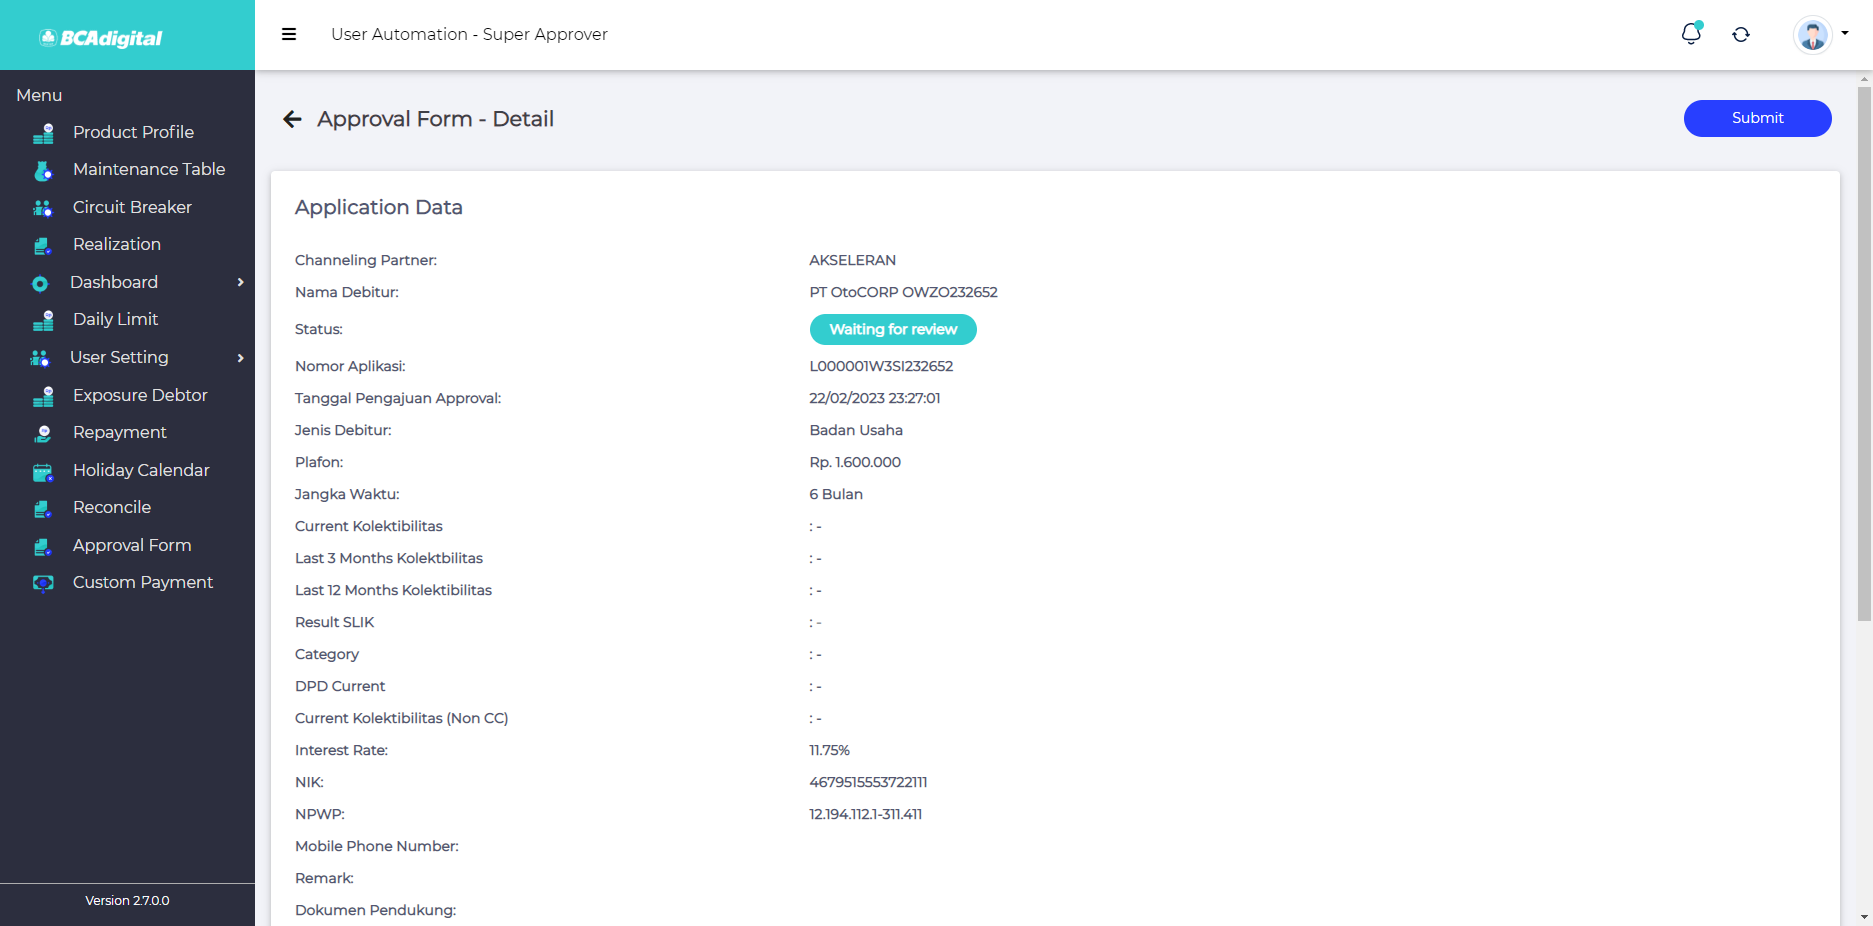 BCAdigital
User Automation - Super Approver
Menu
Product Profile
Maintenance Table
Circuit Breaker
Realization
Dashboard
Daily Limit
User Setting
Exposure Debtor
Repayment
Holiday Calendar
Reconcile
Approval Form
Custom Payment
Version 2.7.0.0
Approval Form - Detail
Submit
Application Data
Channeling Partner: AKSELERAN
Nama Debitur: PT OtoCORP OWZO232652
Status: Waiting for review
Nomor Aplikasi: L000001W3SI232652
Tanggal Pengajuan Approval: 22/02/2023 23:27:01
Jenis Debitur: Badan Usaha
Plafon: Rp. 1.600.000
Jangka Waktu: 6 Bulan
Current Kolektibilitas : -
Last 3 Months Kolektbilitas : -
Last 12 Months Kolektibilitas : -
Result SLIK : -
Category : -
DPD Current : -
Current Kolektibilitas (Non CC) : -
Interest Rate: 11.75%
NIK: 4679515553722111
NPWP: 12.194.112.1-311.411
Mobile Phone Number:
Remark:
Dokumen Pendukung: